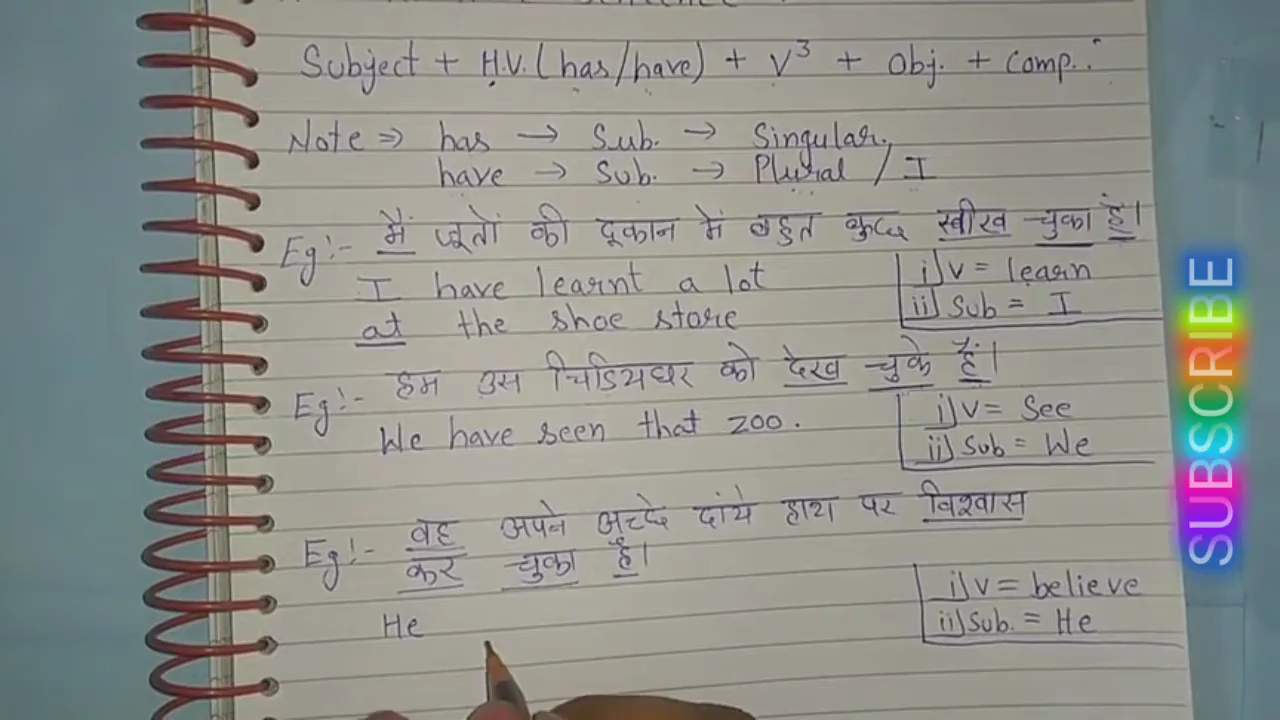 Subject + H.V. (has/have) + V³ + Obj. + Comp.
Note ⇒ has → Sub. → Singular.
have → Sub. → Plural / I
Eg:- मैं जूतों की दूकान में बहुत कुछ सीख चुका हूँ।
I have learnt a lot
at the shoe store
i) V = learn
ii) Sub = I
Eg:- हम उस चिडियघर को देख चुके हैं।
We have seen that zoo.
i) V = See
ii) Sub = We
Eg:- वह अपने अच्छे दांये हाथ पर विश्वास
कर चुका है।
He
i) V = believe
ii) Sub. = He
SUBSCRIBE